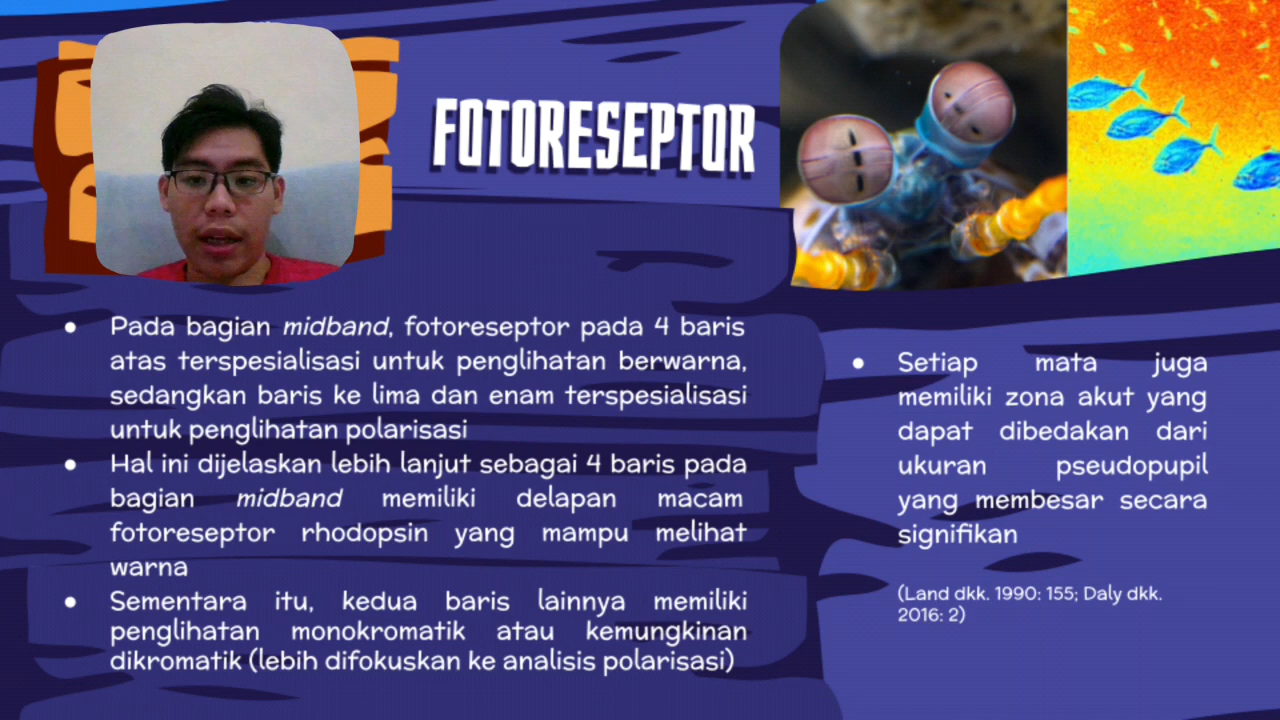 FOTORESEPTOR
• Pada bagian midband, fotoreseptor pada 4 baris
atas terspesialisasi untuk penglihatan berwarna,
sedangkan baris ke lima dan enam terspesialisasi
untuk penglihatan polarisasi
• Hal ini dijelaskan lebih lanjut sebagai 4 baris pada
bagian midband memiliki delapan macam
fotoreseptor rhodopsin yang mampu melihat
warna
• Sementara itu, kedua baris lainnya memiliki
penglihatan monokromatik atau kemungkinan
dikromatik (lebih difokuskan ke analisis polarisasi)
• Setiap mata juga
memiliki zona akut yang
dapat dibedakan dari
ukuran pseudopupil
yang membesar secara
signifikan
(Land dkk. 1990: 155; Daly dkk.
2016: 2)